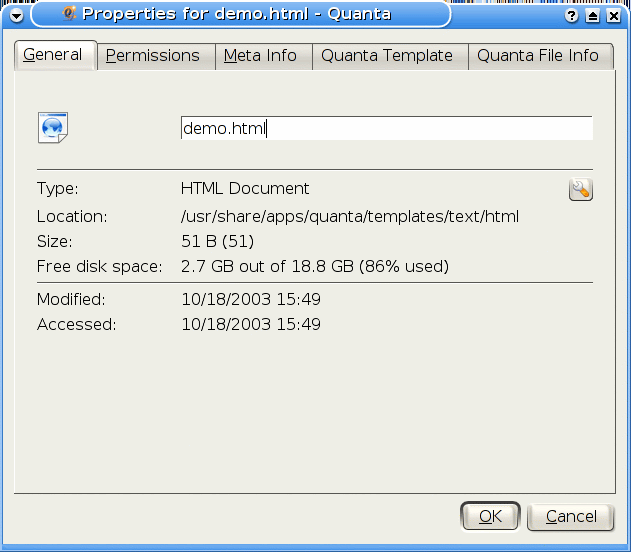 Properties for demo.html - Quanta
General Permissions Meta Info Quanta Template Quanta File Info
demo.html
Type: HTML Document
Location: /usr/share/apps/quanta/templates/text/html
Size: 51 B (51)
Free disk space: 2.7 GB out of 18.8 GB (86% used)
Modified: 10/18/2003 15:49
Accessed: 10/18/2003 15:49
OK Cancel